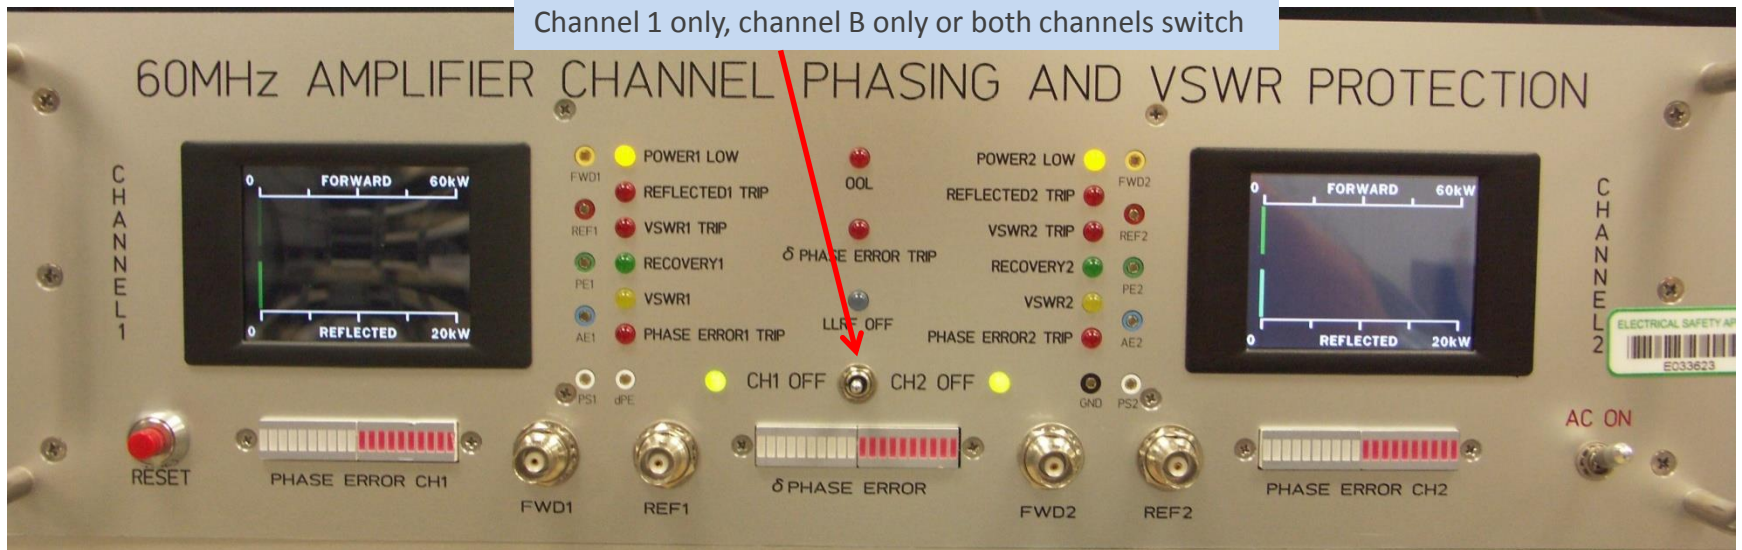 Channel 1 only, channel B only or both channels switch
60MHz AMPLIFIER CHANNEL PHASING AND VSWR PROTECTION
CHANNEL 1
0 FORWARD 60kW
0 REFLECTED 20kW
FWD1
REF1
PE1
AE1
PS1
dPE
POWER1 LOW
REFLECTED1 TRIP
VSWR1 TRIP
RECOVERY1
VSWR1
PHASE ERROR1 TRIP
OOL
δ PHASE ERROR TRIP
LLRF OFF
CH1 OFF
CH2 OFF
POWER2 LOW
REFLECTED2 TRIP
VSWR2 TRIP
RECOVERY2
VSWR2
PHASE ERROR2 TRIP
FWD2
REF2
PE2
AE2
GND
PS2
0 FORWARD 60kW
0 REFLECTED 20kW
CHANNEL 2
ELECTRICAL SAFETY
E033623
AC ON
RESET
PHASE ERROR CH1
FWD1
REF1
δ PHASE ERROR
FWD2
REF2
PHASE ERROR CH2